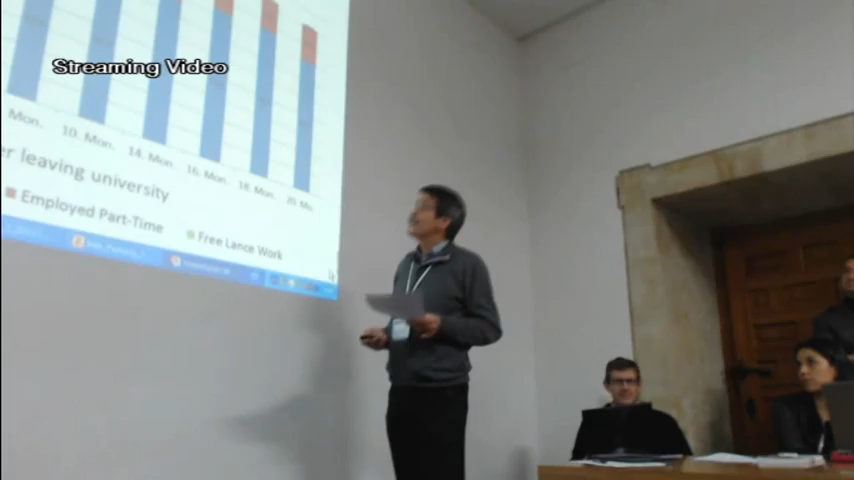 Streaming Video
Mon. 10. Mon. 14. Mon. 16. Mon. 18. Mon. 20. Mo
er leaving university
Employed Part-Time Free Lance Work